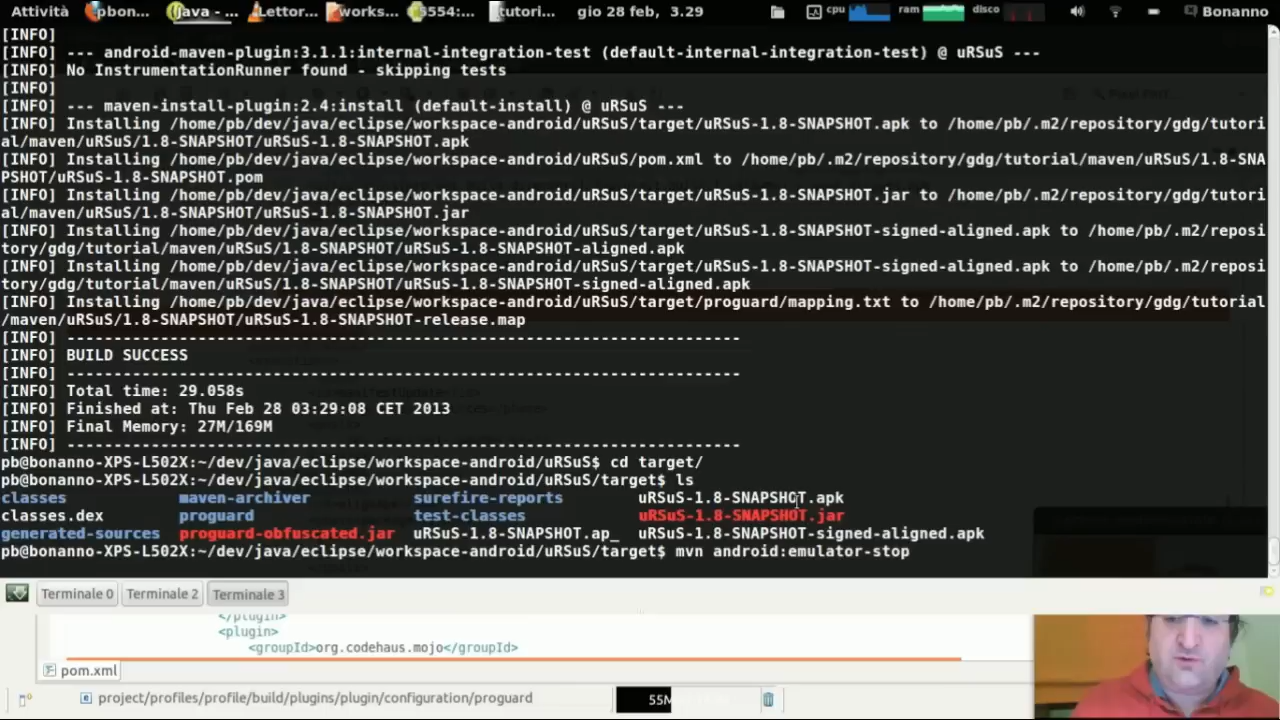 Attività pbon... java - ... Lettor... works... 5554:... tutori... gio 28 feb, 3.29 cpu ram disco Bonanno
[INFO]
[INFO] --- android-maven-plugin:3.1.1:internal-integration-test (default-internal-integration-test) @ uRSuS ---
[INFO] No InstrumentationRunner found - skipping tests
[INFO]
[INFO] --- maven-install-plugin:2.4:install (default-install) @ uRSuS ---
[INFO] Installing /home/pb/dev/java/eclipse/workspace-android/uRSuS/target/uRSuS-1.8-SNAPSHOT.apk to /home/pb/.m2/repository/gdg/tutori
al/maven/uRSuS/1.8-SNAPSHOT/uRSuS-1.8-SNAPSHOT.apk
[INFO] Installing /home/pb/dev/java/eclipse/workspace-android/uRSuS/pom.xml to /home/pb/.m2/repository/gdg/tutorial/maven/uRSuS/1.8-SNA
PSHOT/uRSuS-1.8-SNAPSHOT.pom
[INFO] Installing /home/pb/dev/java/eclipse/workspace-android/uRSuS/target/uRSuS-1.8-SNAPSHOT.jar to /home/pb/.m2/repository/gdg/tutori
al/maven/uRSuS/1.8-SNAPSHOT/uRSuS-1.8-SNAPSHOT.jar
[INFO] Installing /home/pb/dev/java/eclipse/workspace-android/uRSuS/target/uRSuS-1.8-SNAPSHOT-signed-aligned.apk to /home/pb/.m2/reposi
tory/gdg/tutorial/maven/uRSuS/1.8-SNAPSHOT/uRSuS-1.8-SNAPSHOT-aligned.apk
[INFO] Installing /home/pb/dev/java/eclipse/workspace-android/uRSuS/target/uRSuS-1.8-SNAPSHOT-signed-aligned.apk to /home/pb/.m2/reposi
tory/gdg/tutorial/maven/uRSuS/1.8-SNAPSHOT/uRSuS-1.8-SNAPSHOT-signed-aligned.apk
[INFO] Installing /home/pb/dev/java/eclipse/workspace-android/uRSuS/target/proguard/mapping.txt to /home/pb/.m2/repository/gdg/tutorial
/maven/uRSuS/1.8-SNAPSHOT/uRSuS-1.8-SNAPSHOT-release.map
[INFO] ------------------------------------------------------------------------
[INFO] BUILD SUCCESS
[INFO] ------------------------------------------------------------------------
[INFO] Total time: 29.058s
[INFO] Finished at: Thu Feb 28 03:29:08 CET 2013
[INFO] Final Memory: 27M/169M
[INFO] ------------------------------------------------------------------------
pb@bonanno-XPS-L502X:~/dev/java/eclipse/workspace-android/uRSuS$ cd target/
pb@bonanno-XPS-L502X:~/dev/java/eclipse/workspace-android/uRSuS/target$ ls
classes maven-archiver surefire-reports uRSuS-1.8-SNAPSHOT.apk
classes.dex proguard test-classes uRSuS-1.8-SNAPSHOT.jar
generated-sources proguard-obfuscated.jar uRSuS-1.8-SNAPSHOT.ap_ uRSuS-1.8-SNAPSHOT-signed-aligned.apk
pb@bonanno-XPS-L502X:~/dev/java/eclipse/workspace-android/uRSuS/target$ mvn android:emulator-stop
Terminale 0 Terminale 2 Terminale 3
</plugin>
<plugin>
<groupId>org.codehaus.mojo</groupId>
pom.xml
project/profiles/profile/build/plugins/plugin/configuration/proguard 55M